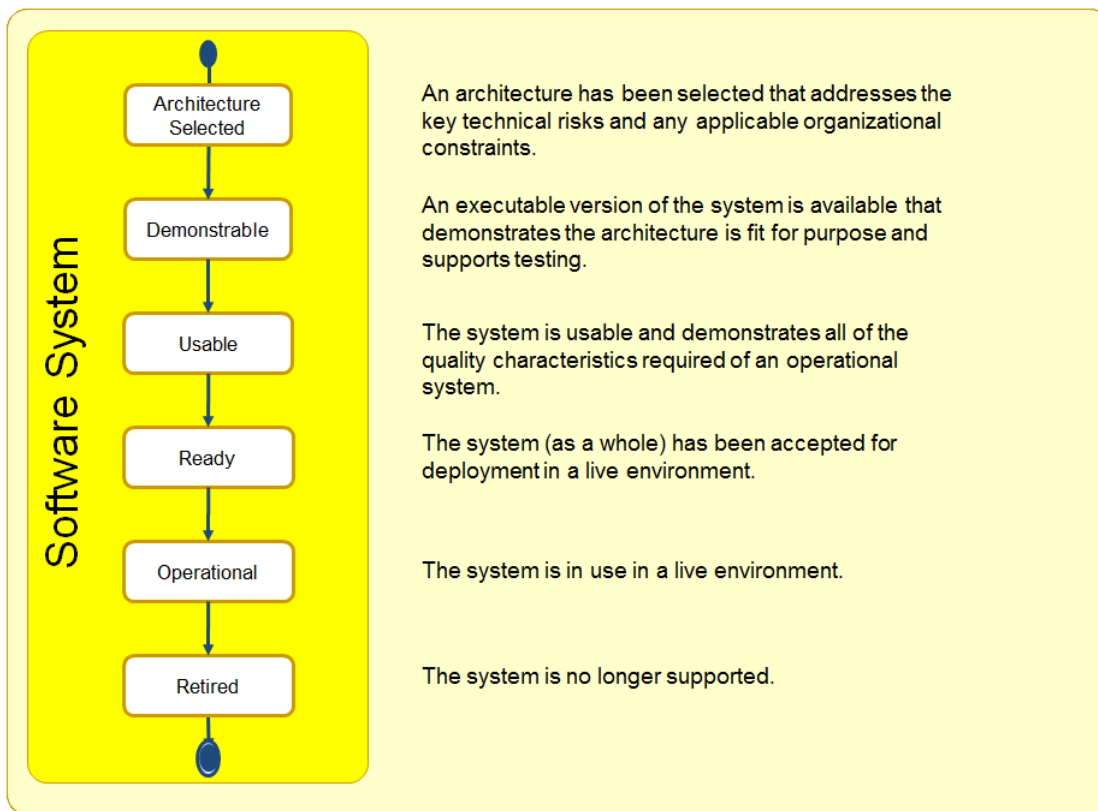 Software System
Architecture
Selected
An architecture has been selected that addresses the
key technical risks and any applicable organizational
constraints.
Demonstrable
An executable version of the system is available that
demonstrates the architecture is fit for purpose and
supports testing.
Usable
The system is usable and demonstrates all of the
quality characteristics required of an operational
system.
Ready
The system (as a whole) has been accepted for
deployment in a live environment.
Operational
The system is in use in a live environment.
Retired
The system is no longer supported.